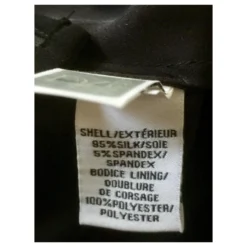 SHELL/EXTÉRIEUR
95%SILK/SOIE
5%SPANDEX/
SPANDEX
BODICE LINING/
DOUBLURE
DE CORSAGE
100%POLYESTER/
POLYESTER